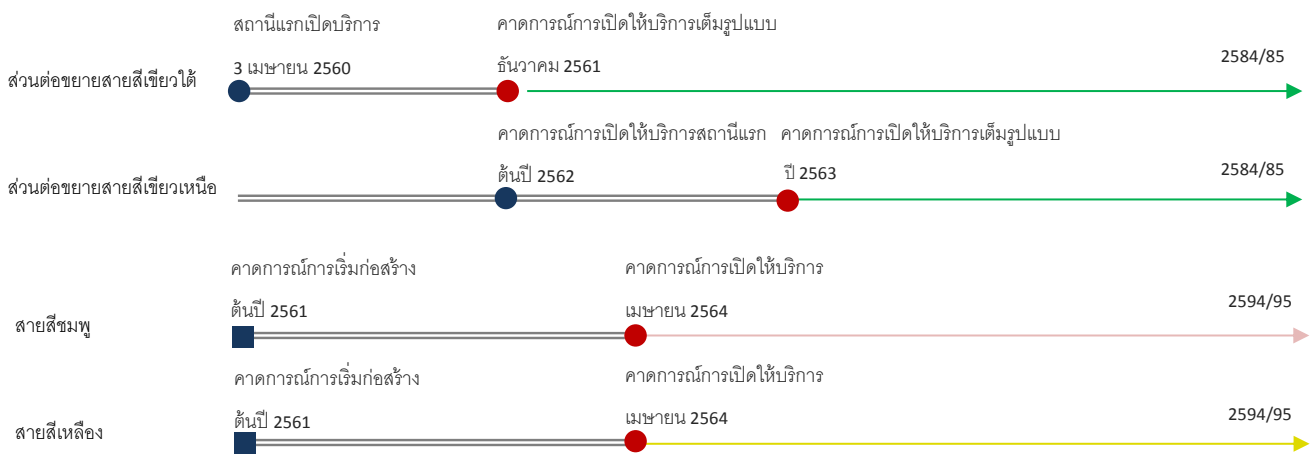 สถานีแรกเปิดบริการ คาดการณ์การเปิดให้บริการเต็มรูปแบบ
ส่วนต่อขยายสายสีเขียวใต้ 3 เมษายน 2560 ธันวาคม 2561 2584/85
คาดการณ์การเปิดให้บริการสถานีแรก คาดการณ์การเปิดให้บริการเต็มรูปแบบ
ส่วนต่อขยายสายสีเขียวเหนือ ต้นปี 2562 ปี 2563 2584/85
คาดการณ์การเริ่มก่อสร้าง คาดการณ์การเปิดให้บริการ
สายสีชมพู ต้นปี 2561 เมษายน 2564 2594/95
คาดการณ์การเริ่มก่อสร้าง คาดการณ์การเปิดให้บริการ
สายสีเหลือง ต้นปี 2561 เมษายน 2564 2594/95